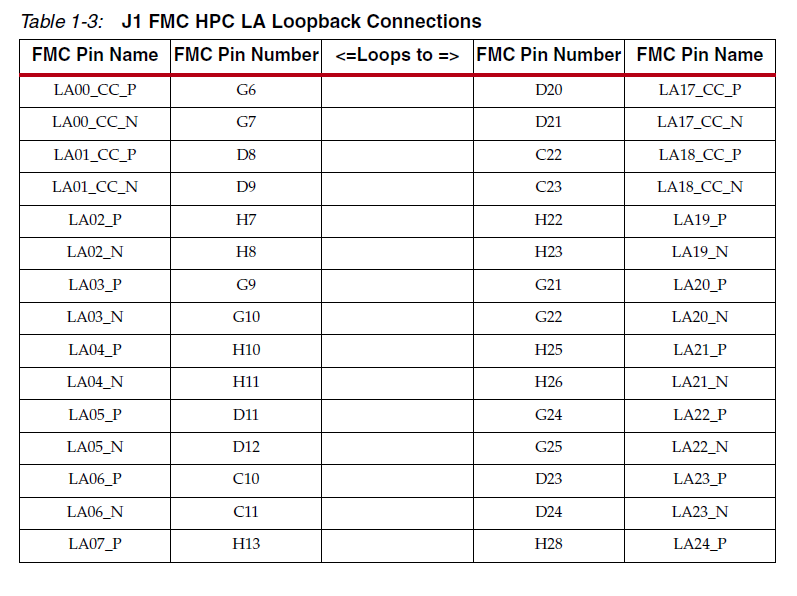 Table 1-3: J1 FMC HPC LA Loopback Connections
FMC Pin Name FMC Pin Number <=Loops to => FMC Pin Number FMC Pin Name
LA00_CC_P G6 D20 LA17_CC_P
LA00_CC_N G7 D21 LA17_CC_N
LA01_CC_P D8 C22 LA18_CC_P
LA01_CC_N D9 C23 LA18_CC_N
LA02_P H7 H22 LA19_P
LA02_N H8 H23 LA19_N
LA03_P G9 G21 LA20_P
LA03_N G10 G22 LA20_N
LA04_P H10 H25 LA21_P
LA04_N H11 H26 LA21_N
LA05_P D11 G24 LA22_P
LA05_N D12 G25 LA22_N
LA06_P C10 D23 LA23_P
LA06_N C11 D24 LA23_N
LA07_P H13 H28 LA24_P